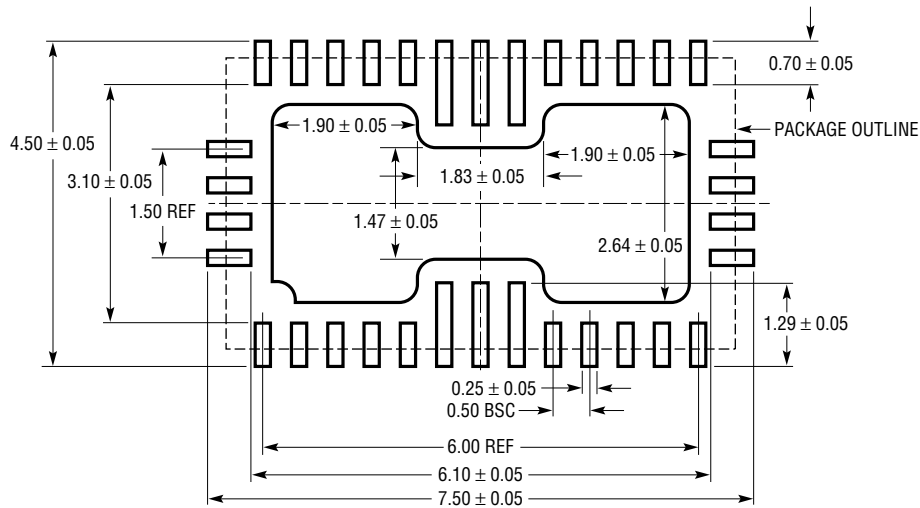 0.70 ± 0.05
PACKAGE OUTLINE
1.90 ± 0.05
4.50 ± 0.05
1.90 ± 0.05
1.83 ± 0.05
3.10 ± 0.05
1.50 REF
1.47 ± 0.05
2.64 ± 0.05
1.29 ± 0.05
0.25 ± 0.05
0.50 BSC
6.00 REF
6.10 ± 0.05
7.50 ± 0.05